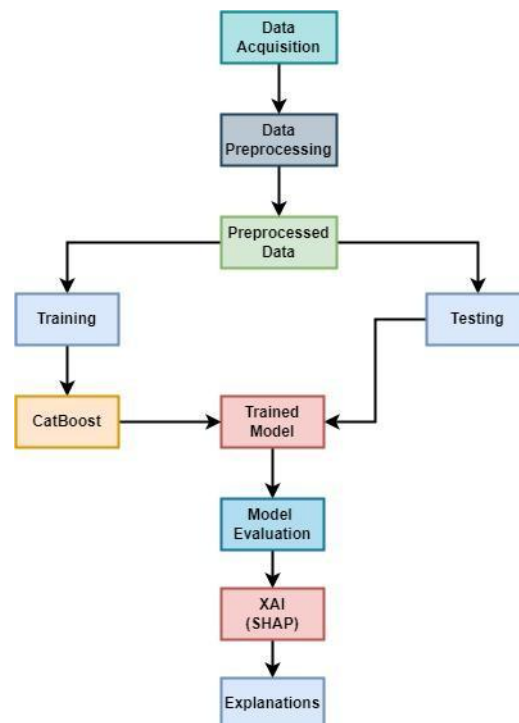 Data
Acquisition
Data
Preprocessing
Preprocessed
Data
Training
Testing
CatBoost
Trained
Model
Model
Evaluation
XAI
(SHAP)
Explanations